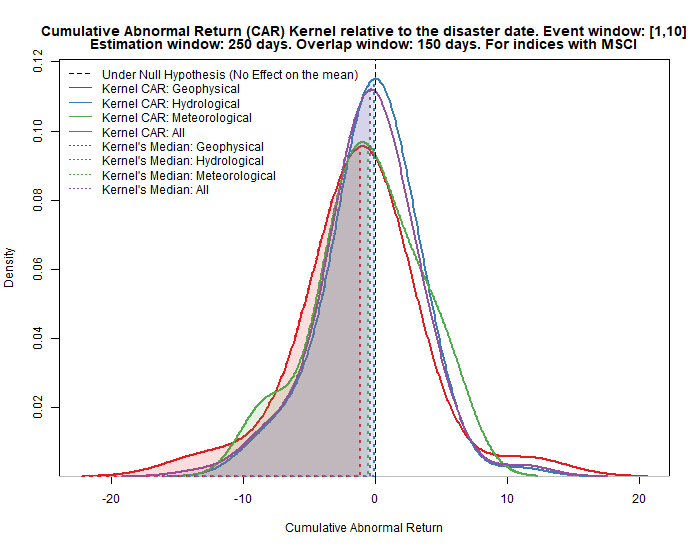 Cumulative Abnormal Return (CAR) Kernel relative to the disaster date. Event window: [1,10]
Estimation window: 250 days. Overlap window: 150 days. For indices with MSCI
Under Null Hypothesis (No Effect on the mean)
Kernel CAR: Geophysical
Kernel CAR: Hydrological
Kernel CAR: Meteorological
Kernel CAR: All
Kernel's Median: Geophysical
Kernel's Median: Hydrological
Kernel's Median: Meteorological
Kernel's Median: All
Density
0.12
0.10
0.08
0.06
0.04
0.02
-20
-10
0
10
20
Cumulative Abnormal Return